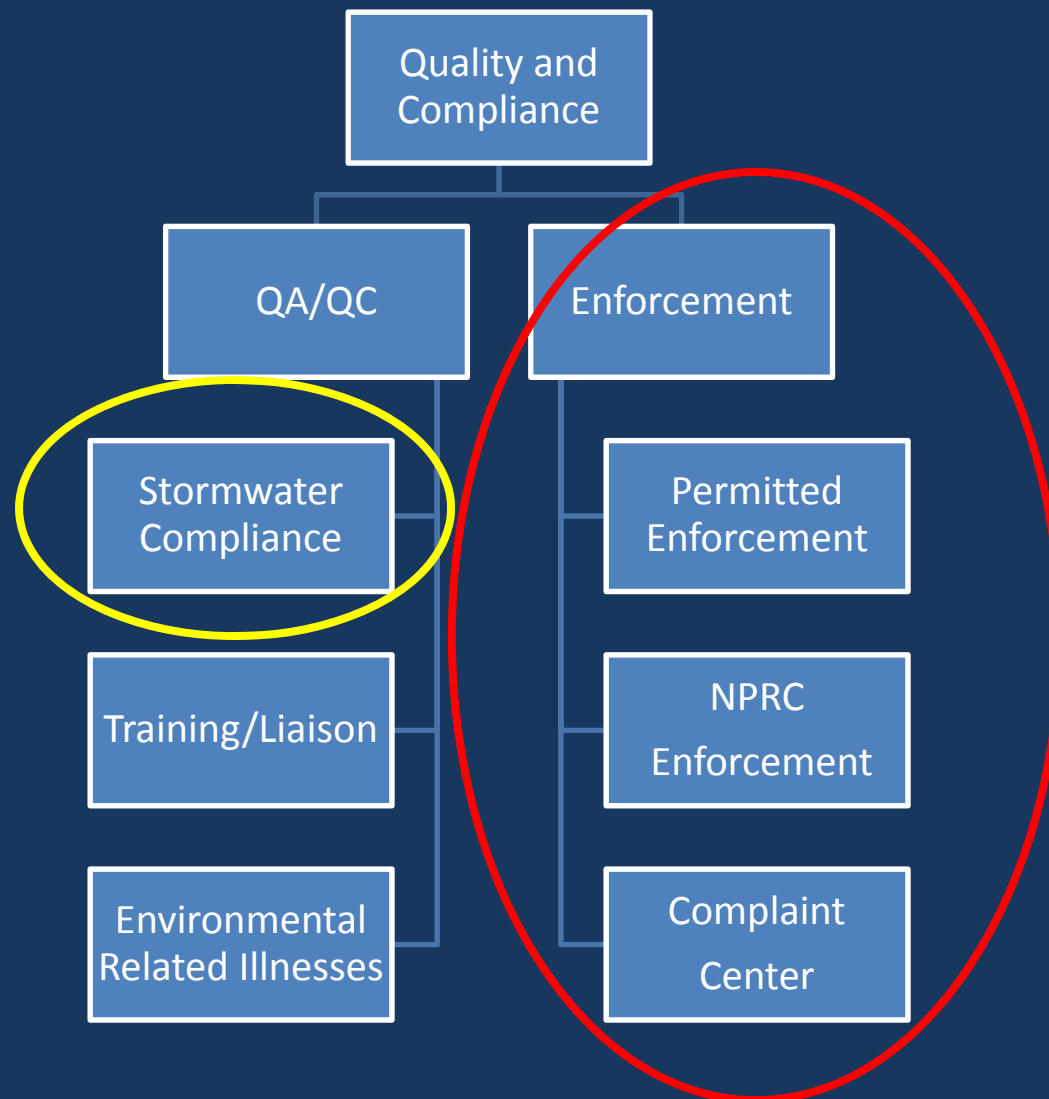 Quality and
Compliance
QA/QC
Enforcement
Stormwater
Compliance
Permitted
Enforcement
Training/Liaison
NPRC
Enforcement
Environmental
Related Illnesses
Complaint
Center